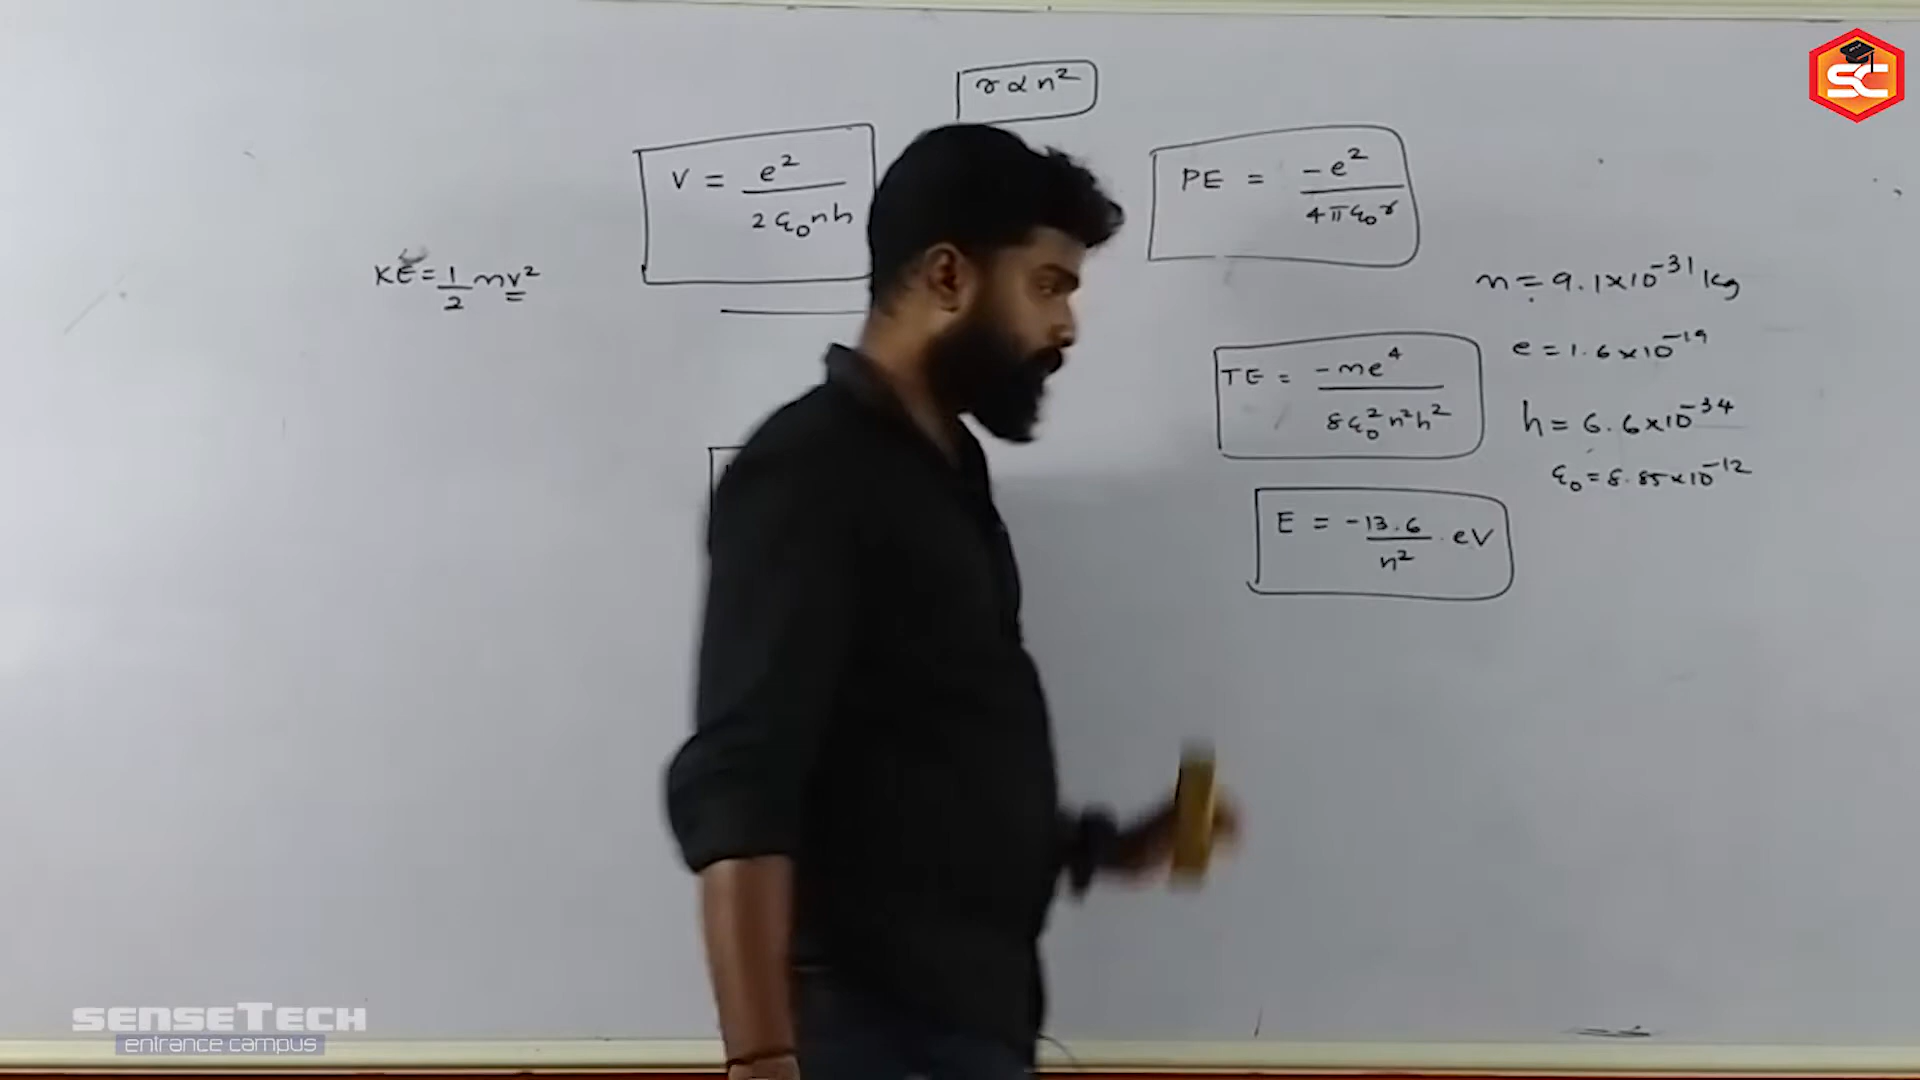 r ∝ n²
V = e² / 2ε₀nh
PE = -e² / 4πε₀r
KE = 1/2 mv²
m = 9.1×10⁻³¹ kg
e = 1.6×10⁻¹⁹
TE = -me⁴ / 8ε₀²n²h²
h = 6.6×10⁻³⁴
ε₀ = 8.85×10⁻¹²
E = -13.6 / n² · eV
SC
senseTech
entrance campus